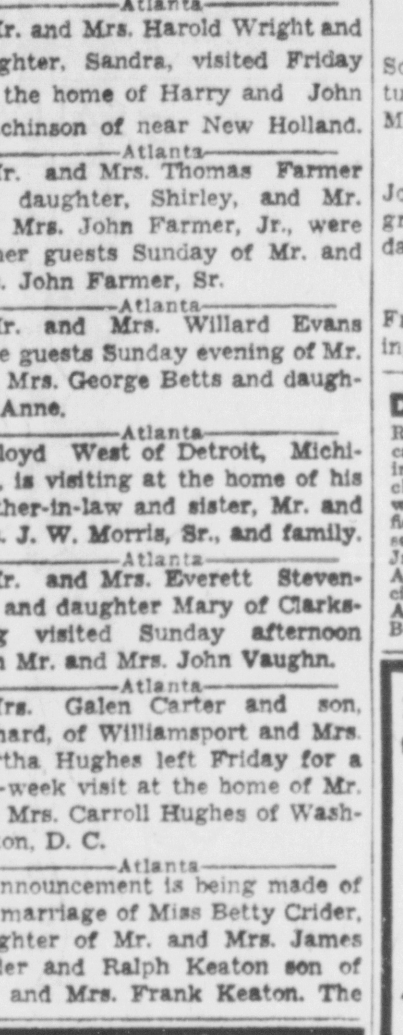 Atlanta
Mr. and Mrs. Harold Wright and
ghter, Sandra, visited Friday
the home of Harry and John
chinson of near New Holland.
Atlanta
Mr. and Mrs. Thomas Farmer
daughter, Shirley, and Mr.
Mrs. John Farmer, Jr., were
ner guests Sunday of Mr. and
. John Farmer, Sr.
Atlanta
Mr. and Mrs. Willard Evans
e guests Sunday evening of Mr.
Mrs. George Betts and daugh-
Anne.
Atlanta
loyd West of Detroit, Michi-
. is visiting at the home of his
ther-in-law and sister, Mr. and
. J. W. Morris, Sr., and family.
Atlanta
Mr. and Mrs. Everett Steven-
and daughter Mary of Clarks-
g visited Sunday afternoon
h Mr. and Mrs. John Vaughn.
Atlanta
Mrs. Galen Carter and son,
hard, of Williamsport and Mrs.
rtha Hughes left Friday for a
-week visit at the home of Mr.
Mrs. Carroll Hughes of Wash-
ton, D. C.
Atlanta
nnouncement is being made of
marriage of Miss Betty Crider,
ghter of Mr. and Mrs. James
der and Ralph Keaton son of
and Mrs. Frank Keaton. The